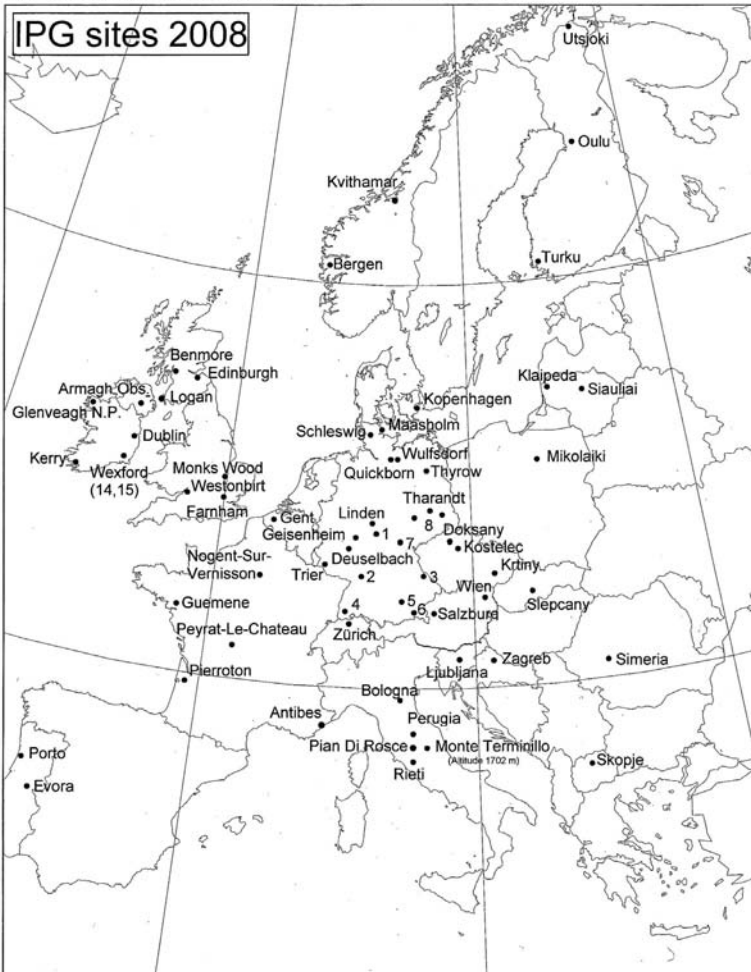 IPG sites 2008
Utsjoki
Oulu
Kvithamar
Bergen
Turku
Benmore
Edinburgh
Klaipeda
Siauliai
Armagh Obs.
Logan
Glenveagh N.P.
Kopenhagen
Maasholm
Schleswig
Dublin
Wulfsdorf
Kerry
Wexford
(14,15)
Monks Wood
Quickborn
Thyrow
Mikolaiki
Westonbirt
Farnham
Tharandt
Gent
Linden
8
Geisenheim
1
Doksany
7
Kostelec
Nogent-Sur-
Vernisson
Deuselbach
Trier
2
3
Krtiny
Wien
Slepcany
Guemene
4
5
6
Salzburg
Zürich
Peyrat-Le-Chateau
Pierroton
Ljubljana
Zagreb
Simeria
Bologna
Antibes
Perugia
Porto
Pian Di Rosce
Monte Terminillo
(Altitude 1702 m)
Skopje
Rieti
Evora